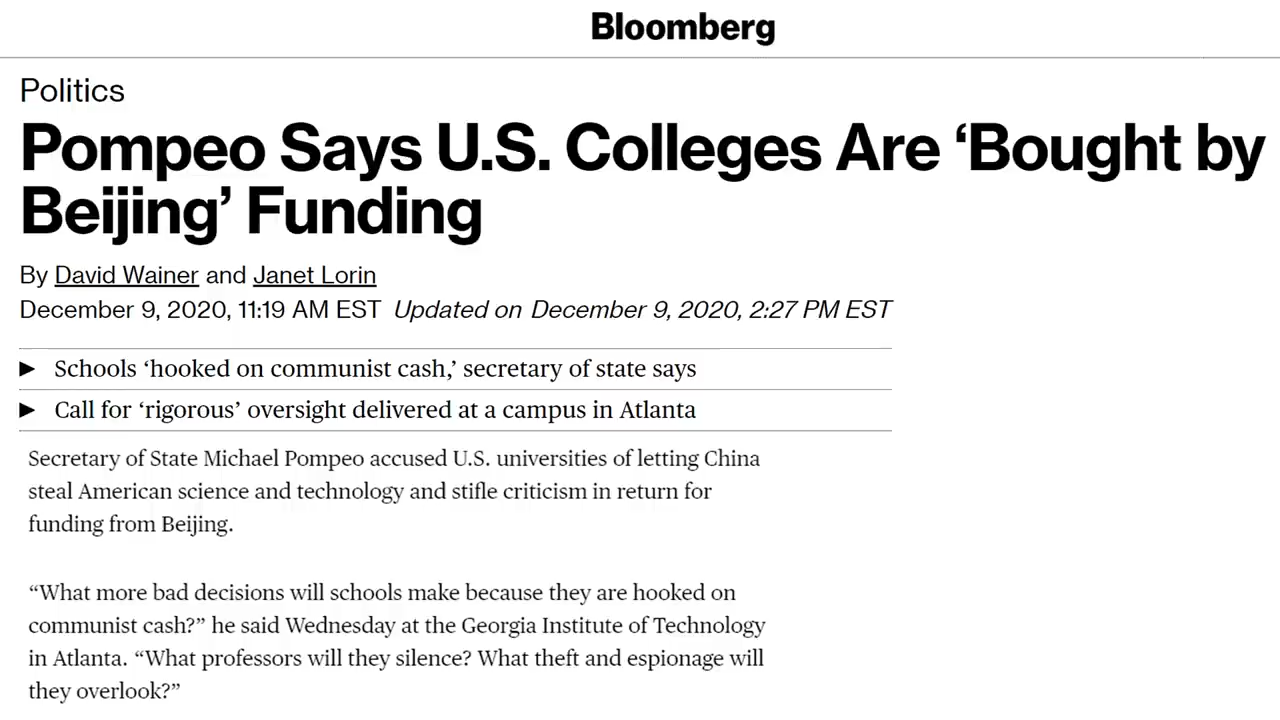 Bloomberg
Politics
Pompeo Says U.S. Colleges Are ‘Bought by
Beijing’ Funding
By David Wainer and Janet Lorin
December 9, 2020, 11:19 AM EST Updated on December 9, 2020, 2:27 PM EST
► Schools ‘hooked on communist cash,’ secretary of state says
► Call for ‘rigorous’ oversight delivered at a campus in Atlanta
Secretary of State Michael Pompeo accused U.S. universities of letting China
steal American science and technology and stifle criticism in return for
funding from Beijing.
“What more bad decisions will schools make because they are hooked on
communist cash?” he said Wednesday at the Georgia Institute of Technology
in Atlanta. “What professors will they silence? What theft and espionage will
they overlook?”